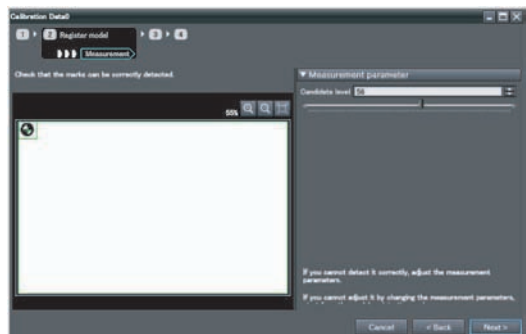 Calibration Data0
1 2 Register model 3 4
Measurement
Check that the marks can be correctly detected.
Measurement parameter
Candidate level 56
55%
If you cannot detect it correctly, adjust the measurement
parameters.
If you cannot adjust it by changing the measurement parameters,
Cancel < Back Next >